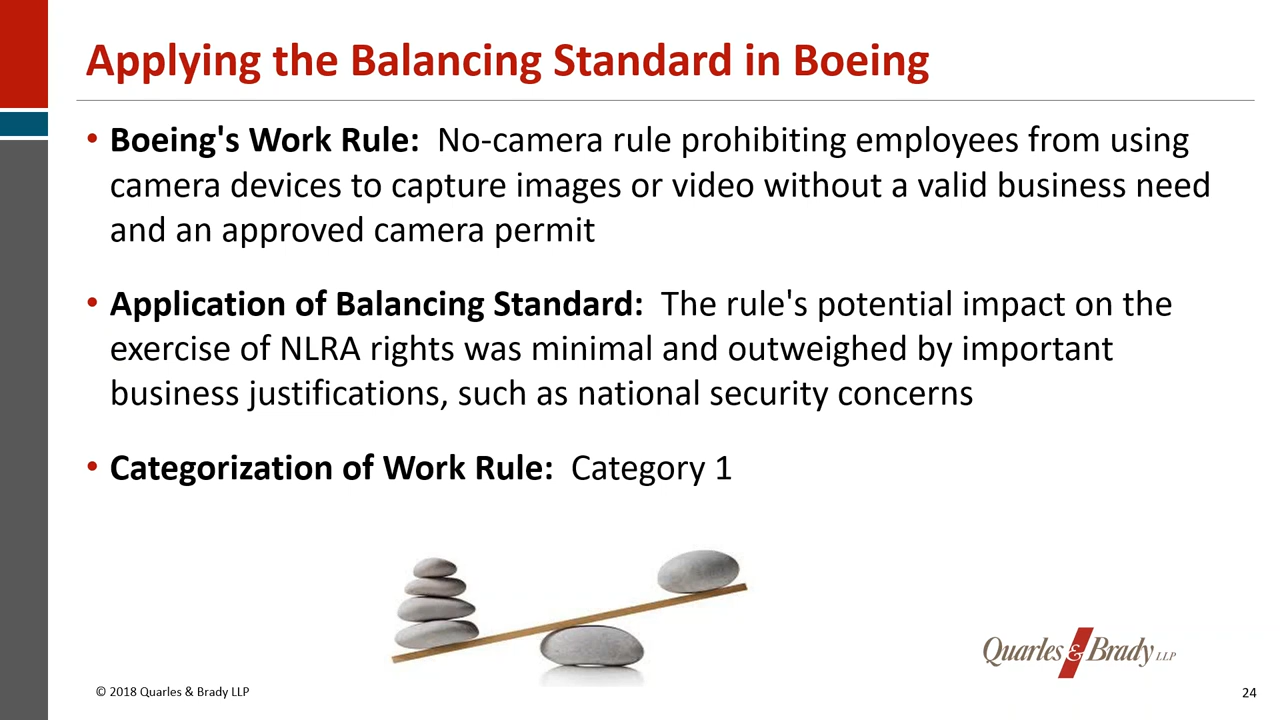 Applying the Balancing Standard in Boeing
• Boeing's Work Rule: No-camera rule prohibiting employees from using
camera devices to capture images or video without a valid business need
and an approved camera permit
• Application of Balancing Standard: The rule's potential impact on the
exercise of NLRA rights was minimal and outweighed by important
business justifications, such as national security concerns
• Categorization of Work Rule: Category 1
Quarles & Brady LLP
© 2018 Quarles & Brady LLP
24